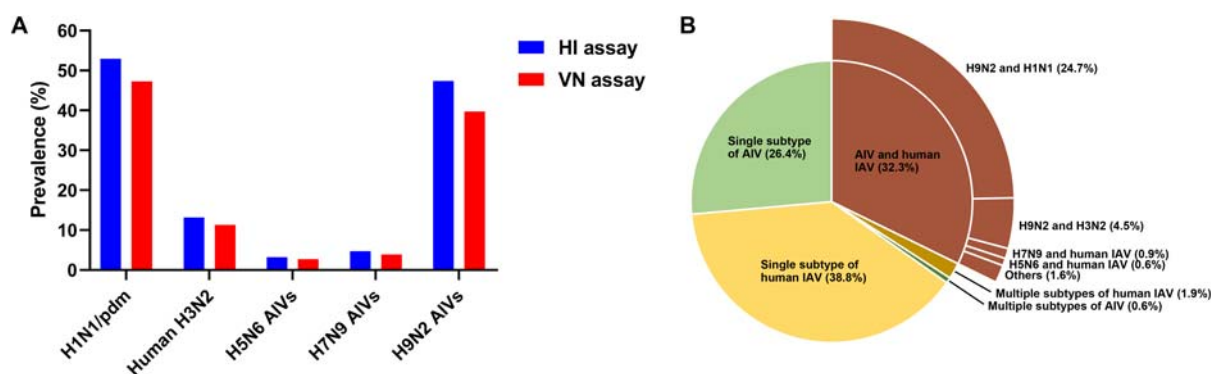 A
Prevalence (%)
60
50
40
30
20
10
0
H1N1/pdm
Human H3N2
H5N6 AIVs
H7N9 AIVs
H9N2 AIVs
HI assay
VN assay
B
H9N2 and H1N1 (24.7%)
Single subtype
of AIV (26.4%)
AIV and human
IAV (32.3%)
H9N2 and H3N2 (4.5%)
H7N9 and human IAV (0.9%)
H5N6 and human IAV (0.6%)
Others (1.6%)
Single subtype of
human IAV (38.8%)
Multiple subtypes of human IAV (1.9%)
Multiple subtypes of AIV (0.6%)